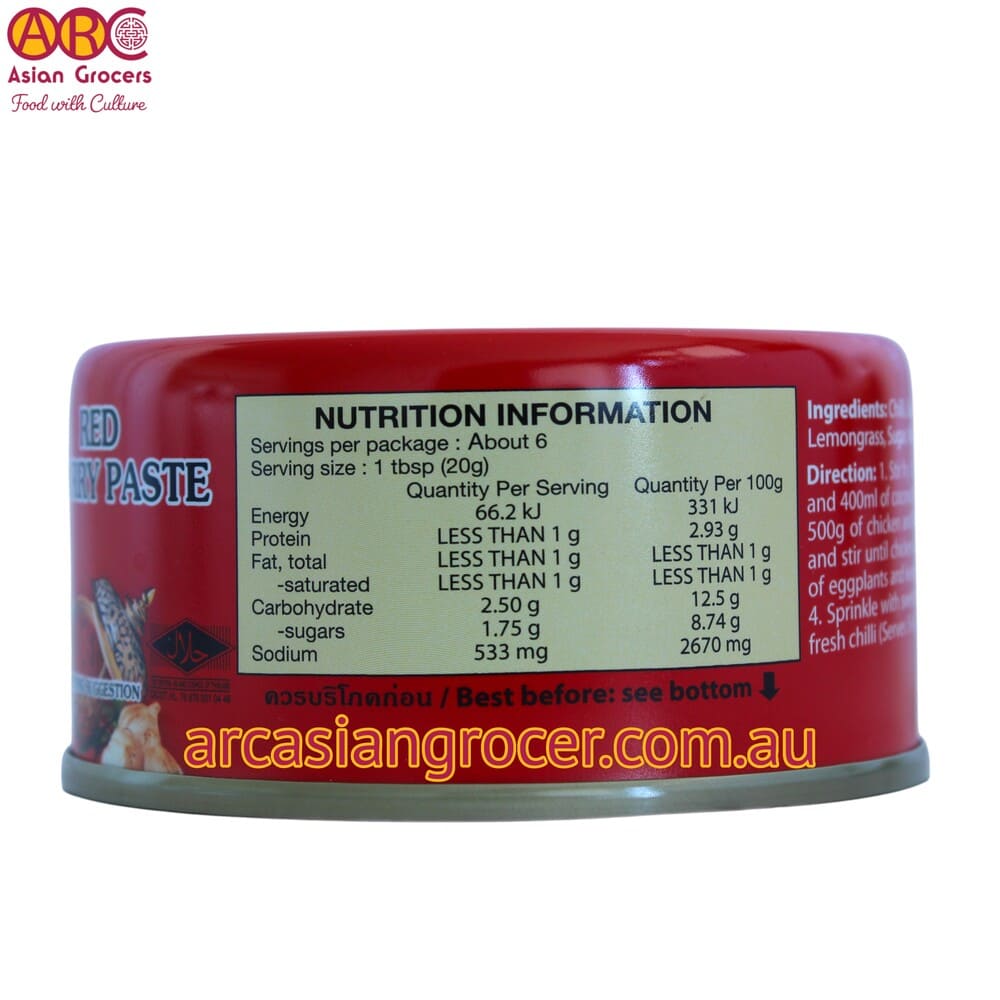 ARC
Asian Grocers
Food with Culture
RED
PASTE
NUTRITION INFORMATION
Servings per package : About 6
Serving size : 1 tbsp (20g)
Quantity Per Serving Quantity Per 100g
Energy 66.2 kJ 331 kJ
Protein LESS THAN 1 g 2.93 g
Fat, total LESS THAN 1 g LESS THAN 1 g
-saturated LESS THAN 1 g LESS THAN 1 g
Carbohydrate 2.50 g 12.5 g
-sugars 1.75 g 8.74 g
Sodium 533 mg 2670 mg
ควรบริโภคก่อน / Best before: see bottom
Ingredients:
Lemongrass, Sugar
Direction: 1. Stir
and 400ml of
500g of chicken
and stir until
of eggplants and
4. Sprinkle with
fresh chilli
حلال
arcasiangrocer.com.au